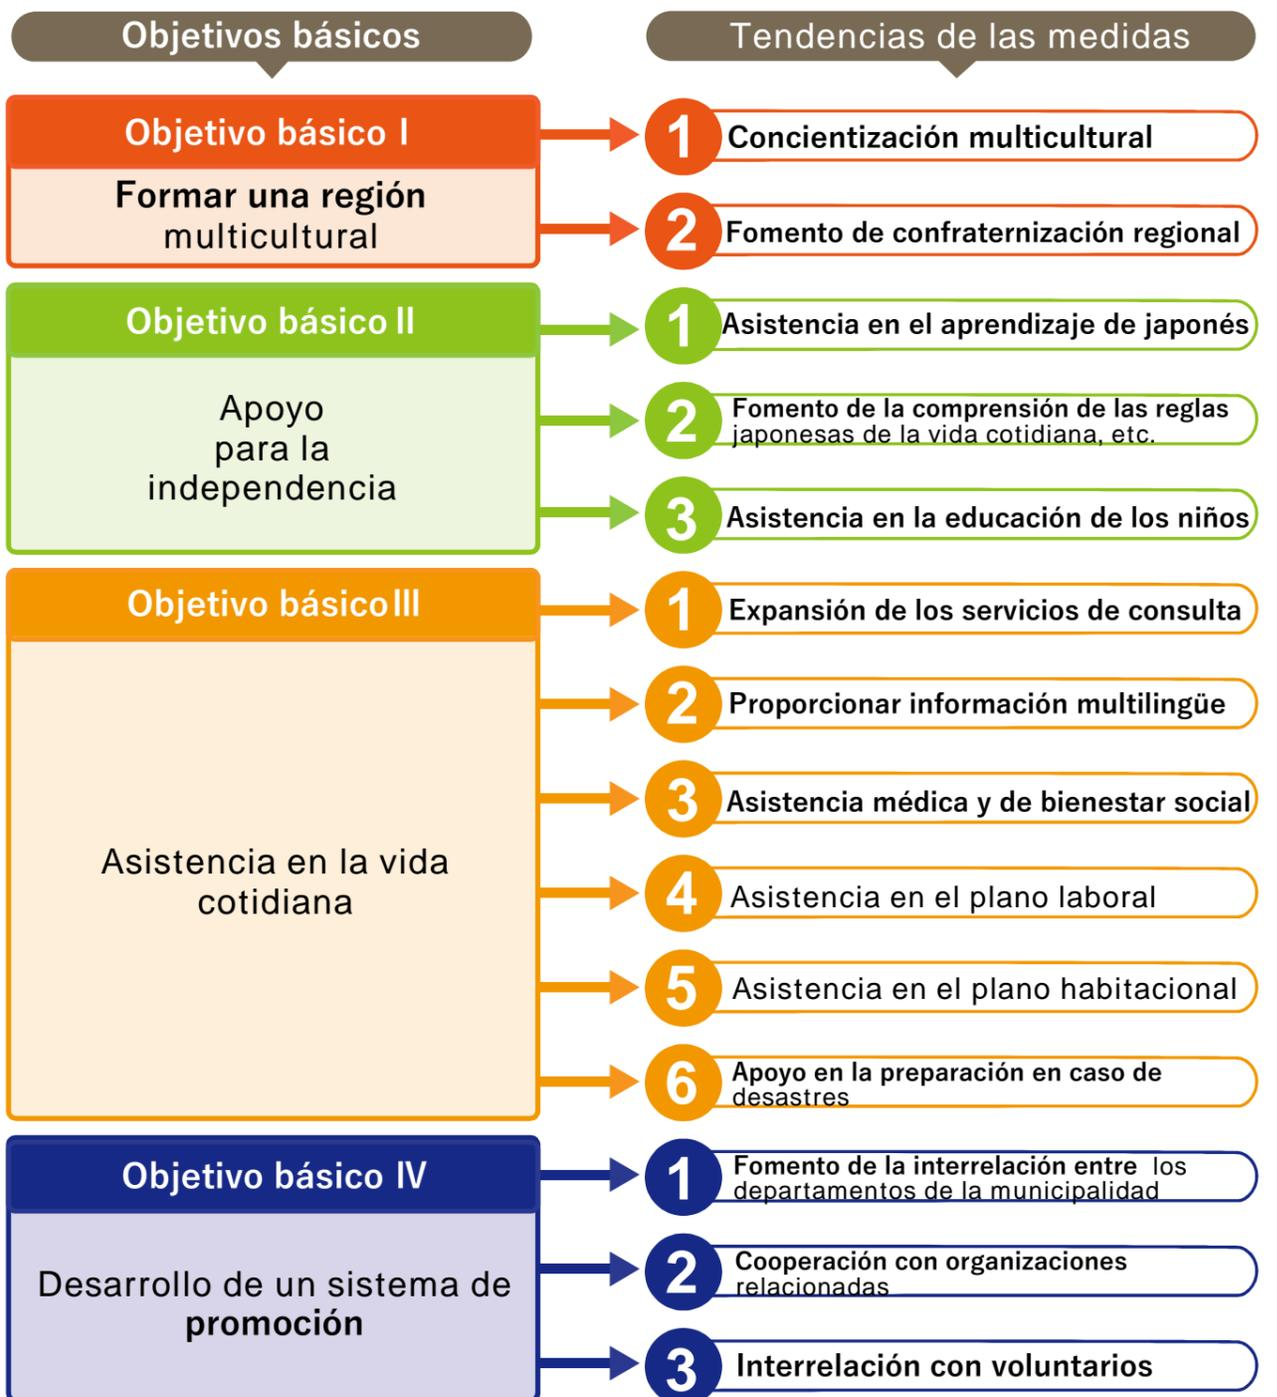 Objetivos básicos
Tendencias de las medidas
Objetivo básico I
Formar una región
multicultural
1 Concientización multicultural
2 Fomento de confraternización regional
Objetivo básico II
Apoyo
para la
independencia
1 Asistencia en el aprendizaje de japonés
2 Fomento de la comprensión de las reglas
japonesas de la vida cotidiana, etc.
3 Asistencia en la educación de los niños
Objetivo básico III
Asistencia en la vida
cotidiana
1 Expansión de los servicios de consulta
2 Proporcionar información multilingüe
3 Asistencia médica y de bienestar social
4 Asistencia en el plano laboral
5 Asistencia en el plano habitacional
6 Apoyo en la preparación en caso de
desastres
Objetivo básico IV
Desarrollo de un sistema de
promoción
1 Fomento de la interrelación entre los
departamentos de la municipalidad
2 Cooperación con organizaciones
relacionadas
3 Interrelación con voluntarios